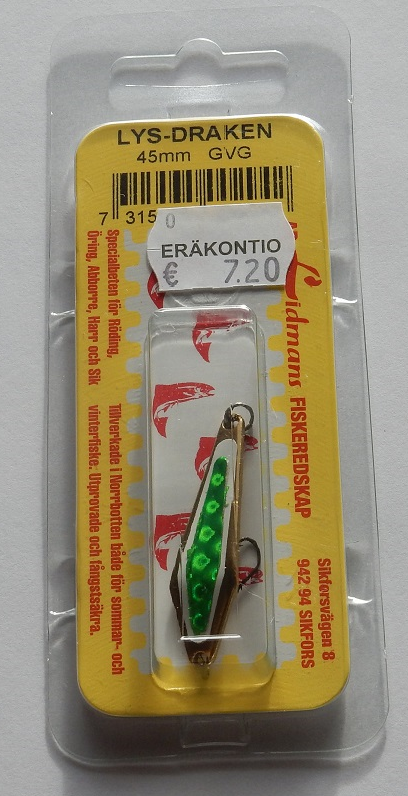 LYS-DRAKEN
45mm GVG
7 315 0
ERÄKONTIO
€ 7.20
Lidmans FISKEREDSKAP
Sikforsvägen 8
942 94 SIKFORS
Specialbeten för Röding,
Öring, Abborre, Harr och Sik
Tillverkade i Norrbotten både för sommar- och
vinterfiske. Utprovade och fångstsäkra.